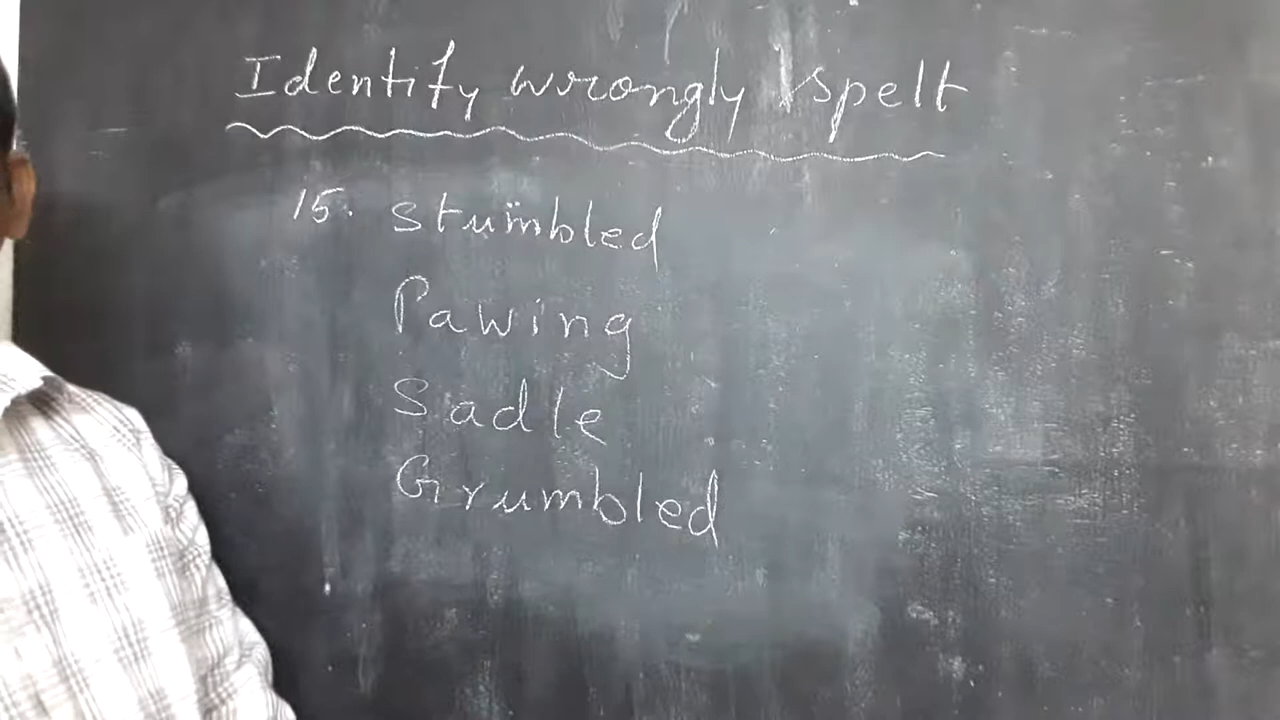 Identify wrongly spelt
15. Stumbled
Pawing
Sadle
Grumbled